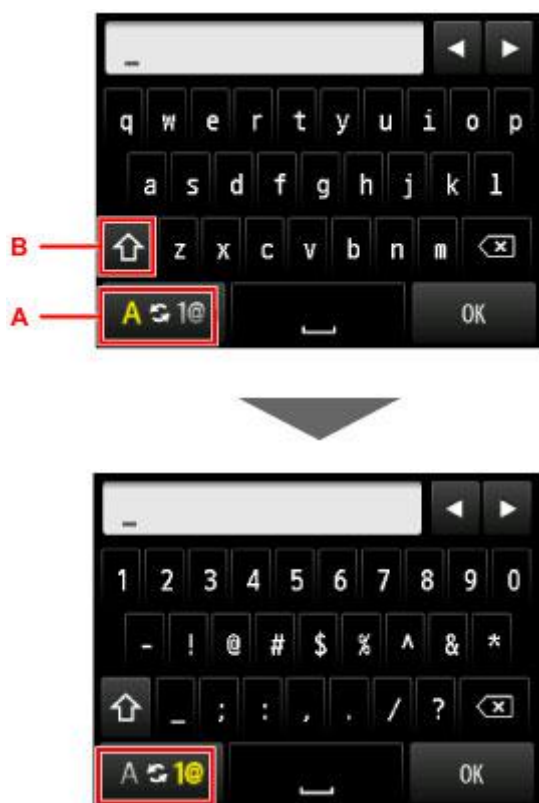 _
q w e r t y u i o p
a s d f g h j k l
B
z x c v b n m
A
A 1@
OK
_
1 2 3 4 5 6 7 8 9 0
- ! @ # $ % ^ & *
_ ; : , . / ?
A 1@
OK